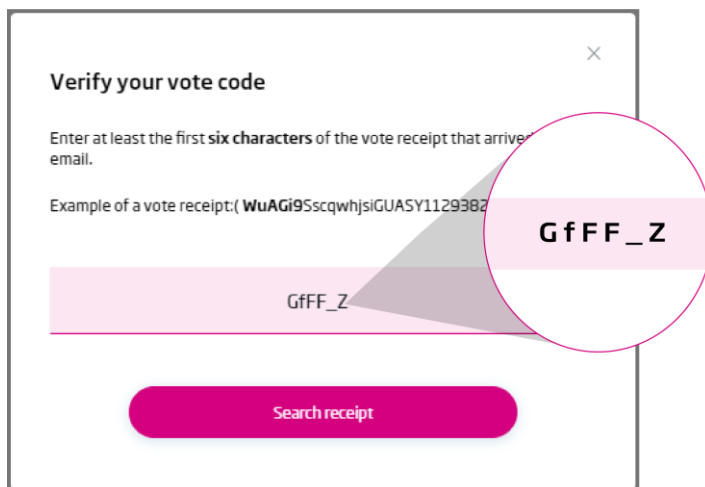 Verify your vote code
Enter at least the first six characters of the vote receipt that arrived
email.
Example of a vote receipt:( WuAGi9SscqwhjsiGUASY1129382
GfFF_Z
GfFF_Z
Search receipt